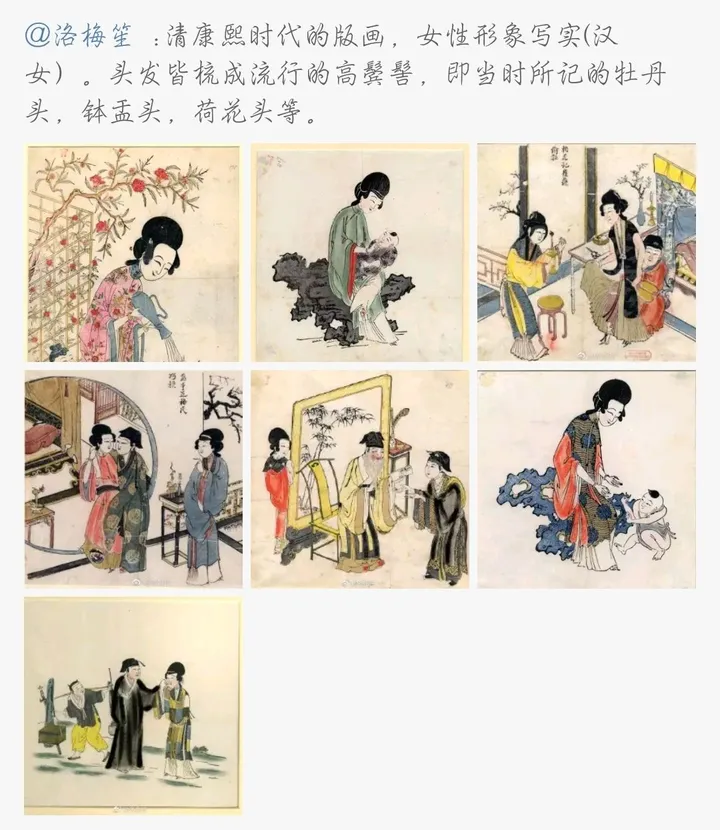 @洛梅笙 :清康熙时代的版画，女性形象写实(汉
女）。头发皆梳成流行的高鬓髻，即当时所记的牡丹
头，钵盂头，荷花头等。